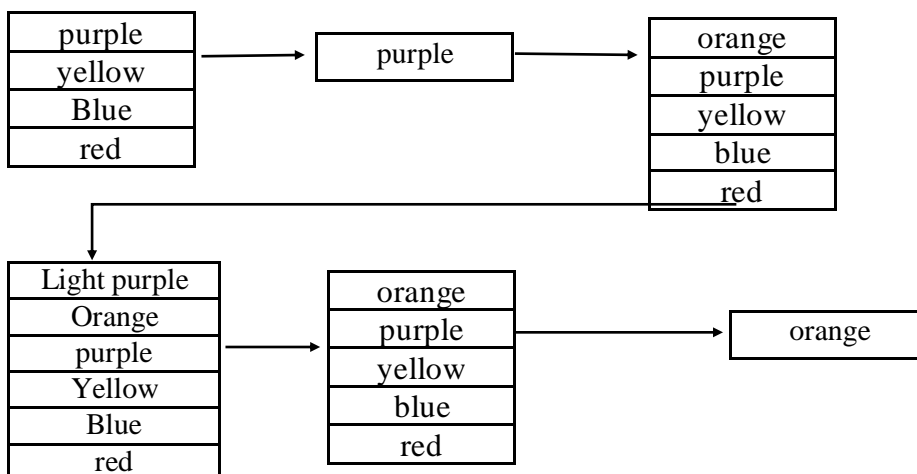 purple
yellow
Blue
red
purple
orange
purple
yellow
blue
red
Light purple
Orange
purple
Yellow
Blue
red
orange
purple
yellow
blue
red
orange